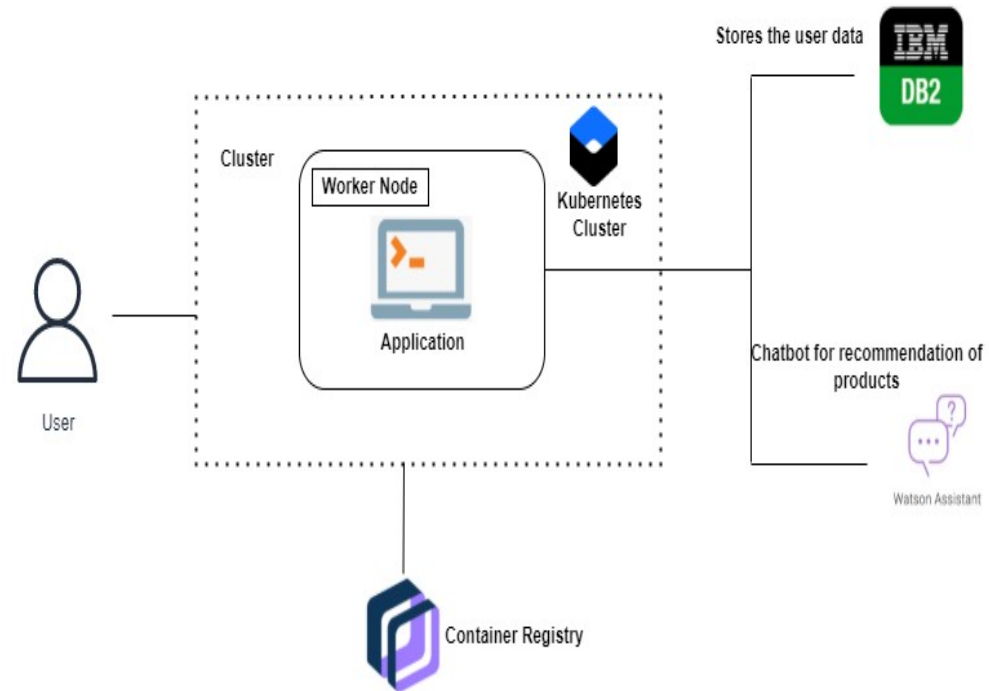 Stores the user data
IBM
DB2
Cluster
Worker Node
Kubernetes
Cluster
Application
Chatbot for recommendation of
products
?
User
Watson Assistant
Container Registry